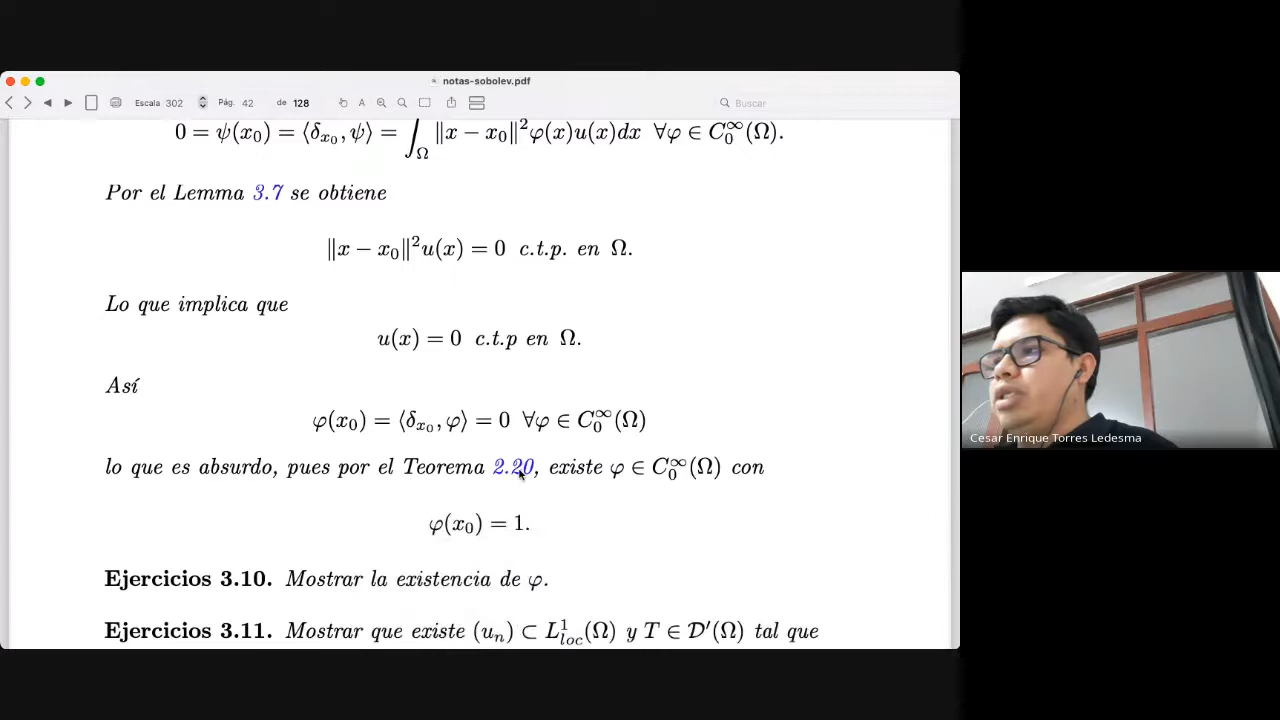 notas-sobolev.pdf
Escala 302 Pág. 42 de 128 Buscar
0 = ψ(x₀) = ⟨δ_{x₀}, ψ⟩ = ∫_Ω ‖x − x₀‖²φ(x)u(x)dx ∀φ ∈ C₀^∞(Ω).
Por el Lemma 3.7 se obtiene
‖x − x₀‖²u(x) = 0 c.t.p. en Ω.
Lo que implica que
u(x) = 0 c.t.p en Ω.
Así
φ(x₀) = ⟨δ_{x₀}, φ⟩ = 0 ∀φ ∈ C₀^∞(Ω)
lo que es absurdo, pues por el Teorema 2.20, existe φ ∈ C₀^∞(Ω) con
φ(x₀) = 1.
Ejercicios 3.10. Mostrar la existencia de φ.
Ejercicios 3.11. Mostrar que existe (uₙ) ⊂ L¹_{loc}(Ω) y T ∈ D′(Ω) tal que
Cesar Enrique Torres Ledesma